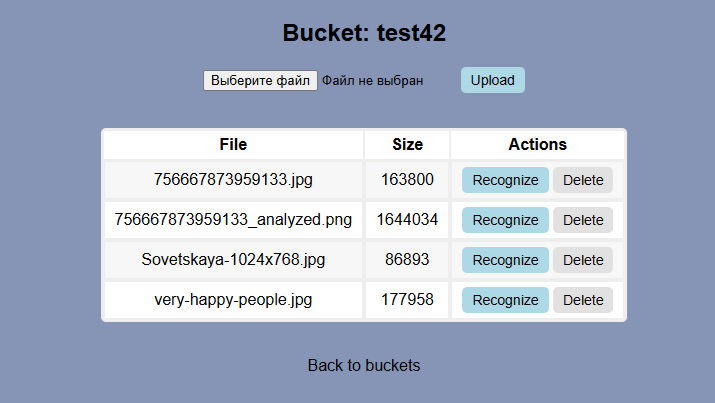 Bucket: test42
Выберите файл Файл не выбран Upload
File Size Actions
756667873959133.jpg 163800 Recognize Delete
756667873959133_analyzed.png 1644034 Recognize Delete
Sovetskaya-1024x768.jpg 86893 Recognize Delete
very-happy-people.jpg 177958 Recognize Delete
Back to buckets